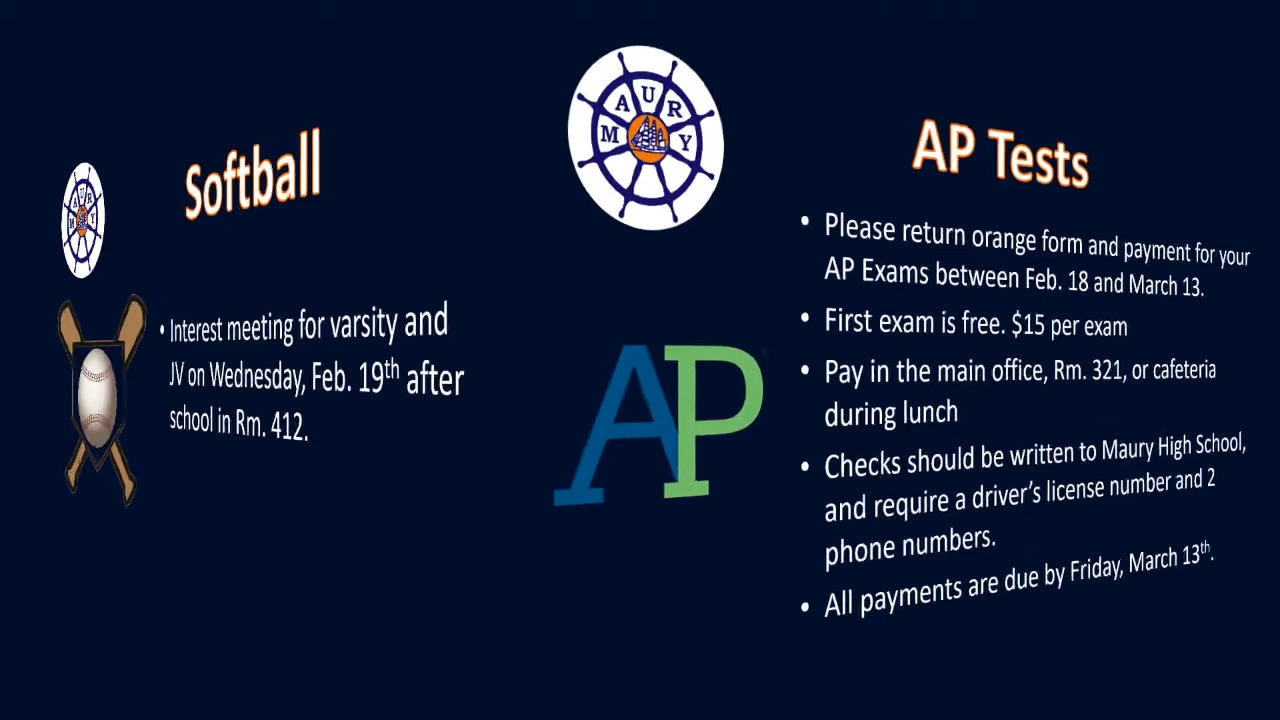 Softball
MAURY
• Interest meeting for varsity and
JV on Wednesday, Feb. 19th after
school in Rm. 412.
MAURY
AP
AP Tests
• Please return orange form and payment for your
AP Exams between Feb. 18 and March 13.
• First exam is free. $15 per exam
• Pay in the main office, Rm. 321, or cafeteria
during lunch
• Checks should be written to Maury High School,
and require a driver's license number and 2
phone numbers.
• All payments are due by Friday, March 13th.